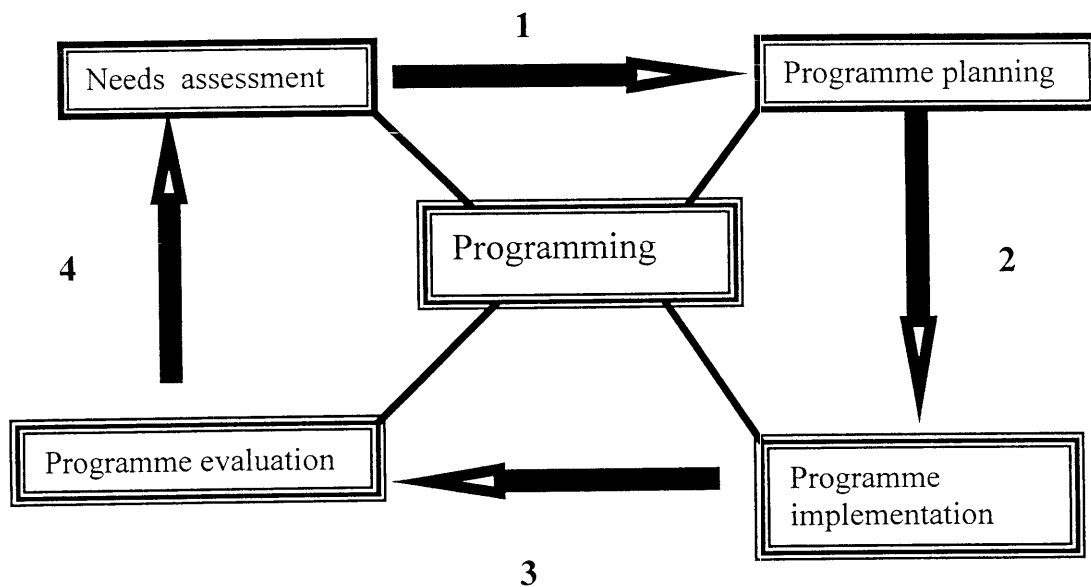 1
Needs assessment
Programme planning
Programming
4
2
Programme evaluation
Programme
implementation
3